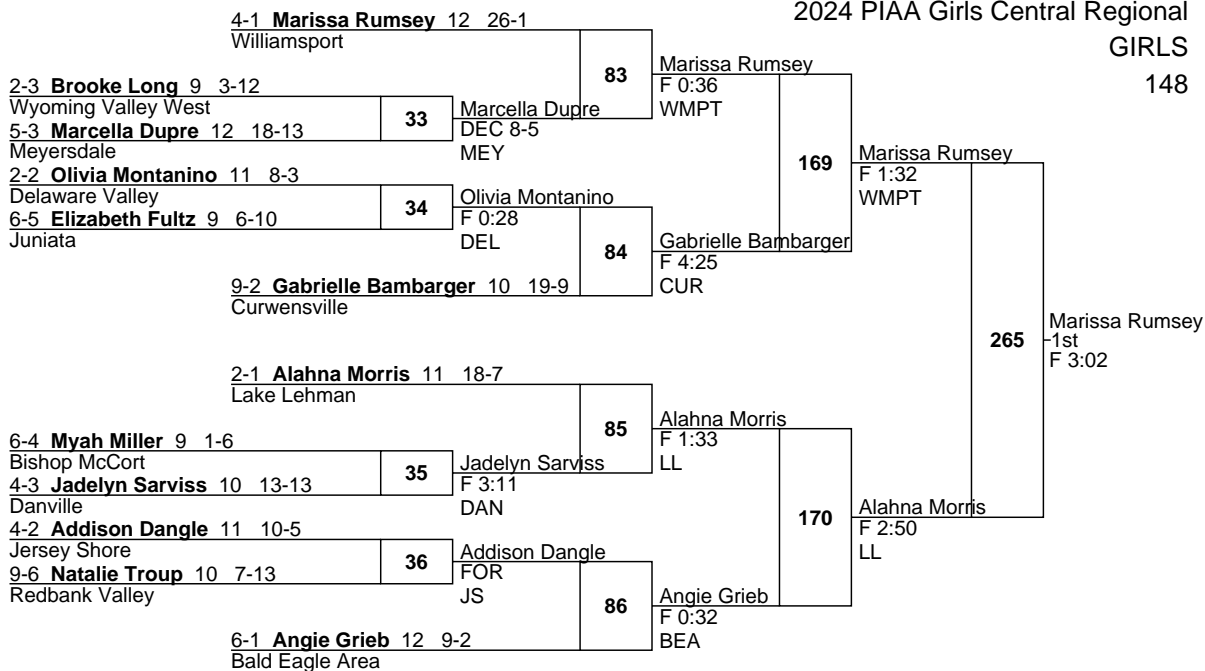 2024 PIAA Girls Central Regional
GIRLS
148
4-1 Marissa Rumsey 12 26-1
Williamsport
2-3 Brooke Long 9 3-12
Wyoming Valley West
5-3 Marcella Dupre 12 18-13
Meyersdale
2-2 Olivia Montanino 11 8-3
Delaware Valley
6-5 Elizabeth Fultz 9 6-10
Juniata
9-2 Gabrielle Bambarger 10 19-9
Curwensville
2-1 Alahna Morris 11 18-7
Lake Lehman
6-4 Myah Miller 9 1-6
Bishop McCort
4-3 Jadelyn Sarviss 10 13-13
Danville
4-2 Addison Dangle 11 10-5
Jersey Shore
9-6 Natalie Troup 10 7-13
Redbank Valley
6-1 Angie Grieb 12 9-2
Bald Eagle Area
33
34
35
36
Marcella Dupre
DEC 8-5
MEY
Olivia Montanino
F 0:28
DEL
Jadelyn Sarviss
F 3:11
DAN
Addison Dangle
FOR
JS
83
84
85
86
Marissa Rumsey
F 0:36
WMPT
Gabrielle Bambarger
F 4:25
CUR
Alahna Morris
F 1:33
LL
Angie Grieb
F 0:32
BEA
169
170
Marissa Rumsey
F 1:32
WMPT
Alahna Morris
F 2:50
LL
265
Marissa Rumsey
1st
F 3:02